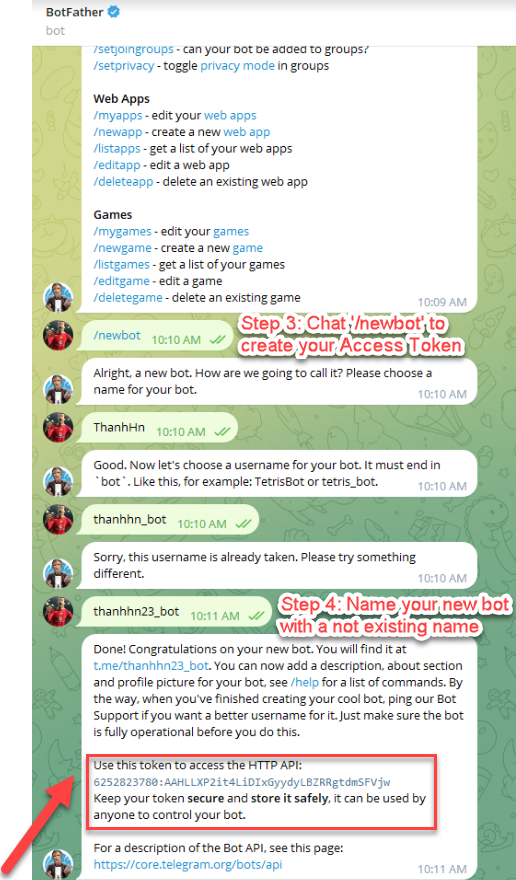 BotFather
bot
/setjoingroups - can your bot be added to groups?
/setprivacy - toggle privacy mode in groups
Web Apps
/myapps - edit your web apps
/newapp - create a new web app
/listapps - get a list of your web apps
/editapp - edit a web app
/deleteapp - delete an existing web app
Games
/mygames - edit your games
/newgame - create a new game
/listgames - get a list of your games
/editgame - edit a game
/deletegame - delete an existing game
10:09 AM
/newbot 10:10 AM
Step 3: Chat '/newbot' to
create your Access Token
Alright, a new bot. How are we going to call it? Please choose a
name for your bot.
10:10 AM
ThanhHn 10:10 AM
Good. Now let's choose a username for your bot. It must end in
`bot`. Like this, for example: TetrisBot or tetris_bot.
10:10 AM
thanhhn_bot 10:10 AM
Sorry, this username is already taken. Please try something
different.
10:10 AM
thanhhn23_bot 10:11 AM
Step 4: Name your new bot
with a not existing name
Done! Congratulations on your new bot. You will find it at
t.me/thanhhn23_bot. You can now add a description, about section
and profile picture for your bot, see /help for a list of commands. By
the way, when you've finished creating your cool bot, ping our Bot
Support if you want a better username for it. Just make sure the bot
is fully operational before you do this.
Use this token to access the HTTP API:
6252823780:AAHLLXP2it4LiDIxGyydyLBZRRgtdmSFVjw
Keep your token secure and store it safely, it can be used by
anyone to control your bot.
For a description of the Bot API, see this page:
https://core.telegram.org/bots/api
10:11 AM